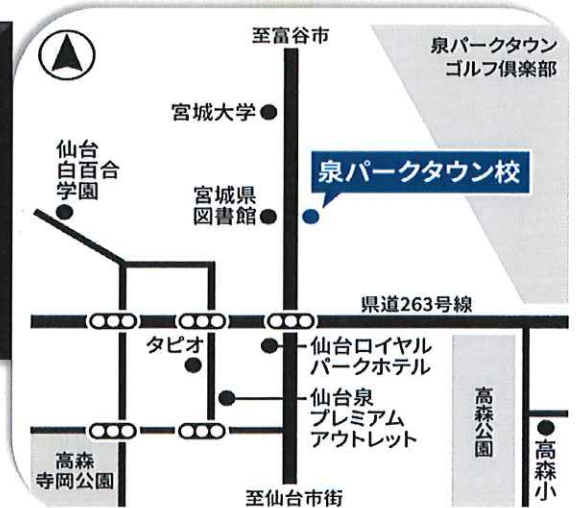 至富谷市
泉パークタウン
ゴルフ倶楽部
宮城大学
仙台
白百合
学園
泉パークタウン校
宮城県
図書館
県道263号線
タピオ
仙台ロイヤル
パークホテル
仙台泉
プレミアム
アウトレット
高森公園
高森小
高森
寺岡公園
至仙台市街